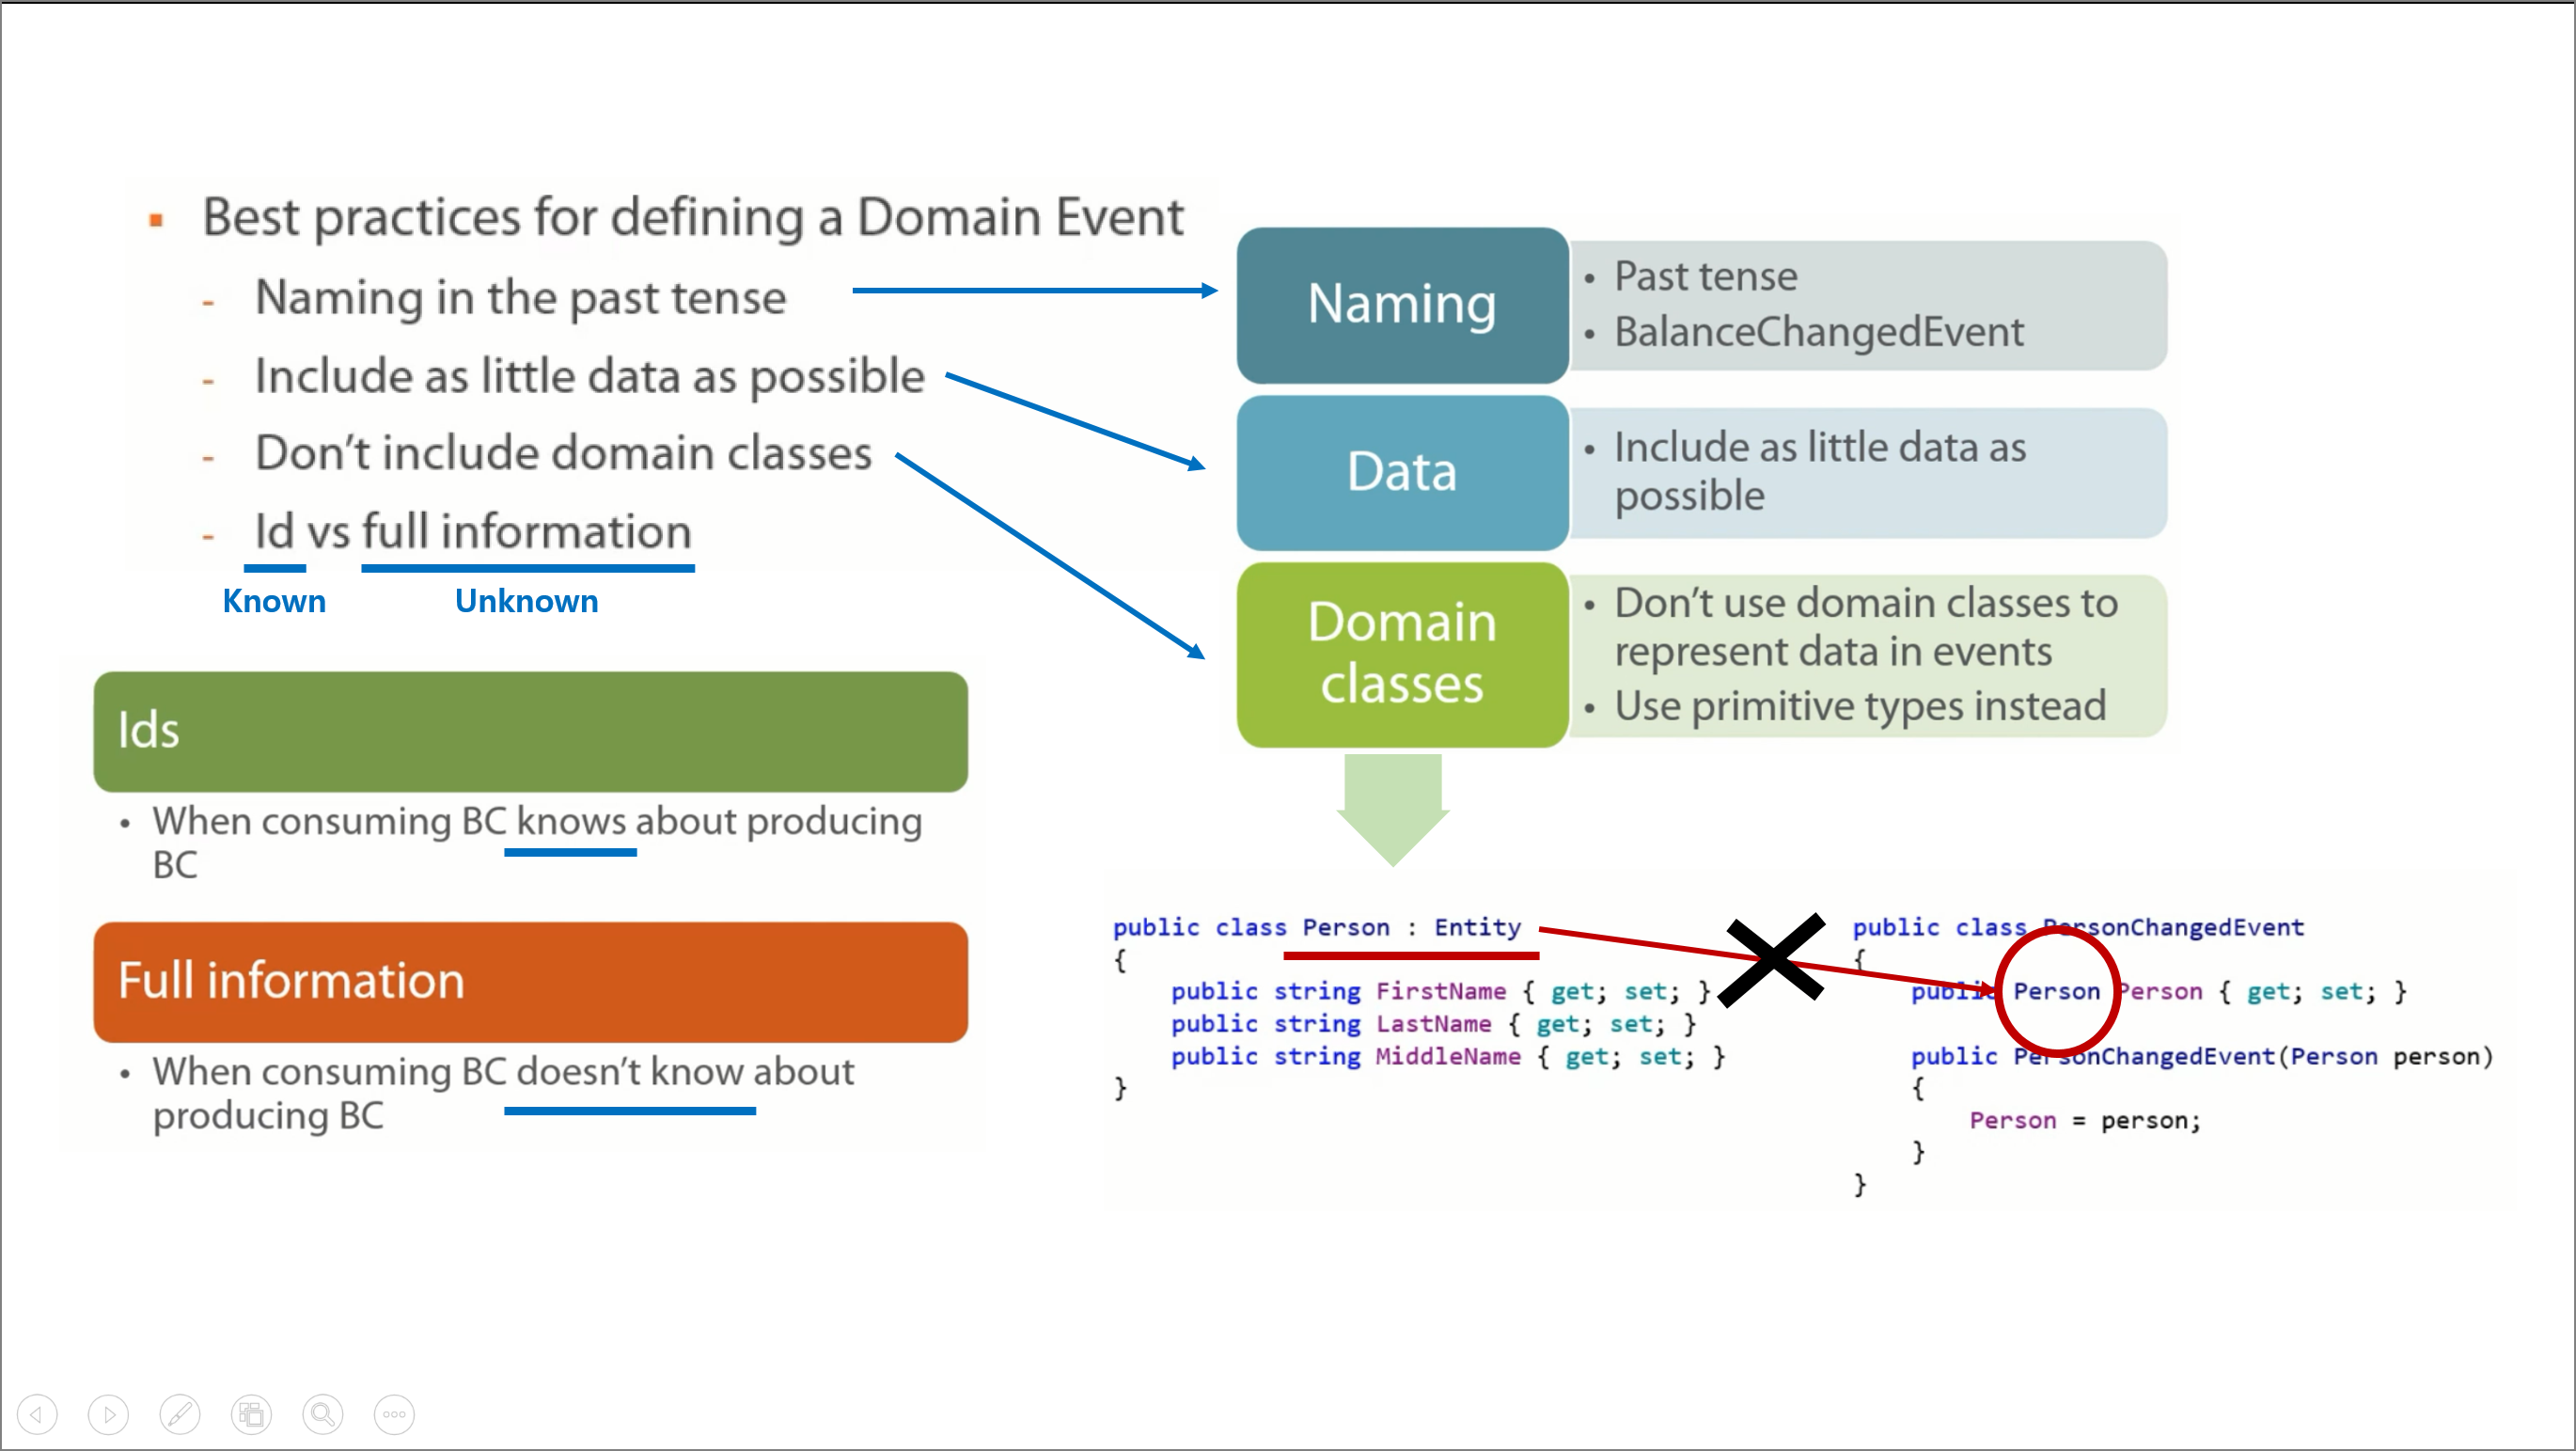 ▪ Best practices for defining a Domain Event
- Naming in the past tense
- Include as little data as possible
- Don't include domain classes
- Id vs full information
Known Unknown
Ids
• When consuming BC knows about producing
BC
Full information
• When consuming BC doesn't know about
producing BC
Naming
• Past tense
• BalanceChangedEvent
Data
• Include as little data as
possible
Domain
classes
• Don't use domain classes to
represent data in events
• Use primitive types instead
public class Person : Entity
{
public string FirstName { get; set; }
public string LastName { get; set; }
public string MiddleName { get; set; }
}
public class PersonChangedEvent
{
public Person Person { get; set; }
public PersonChangedEvent(Person person)
{
Person = person;
}
}